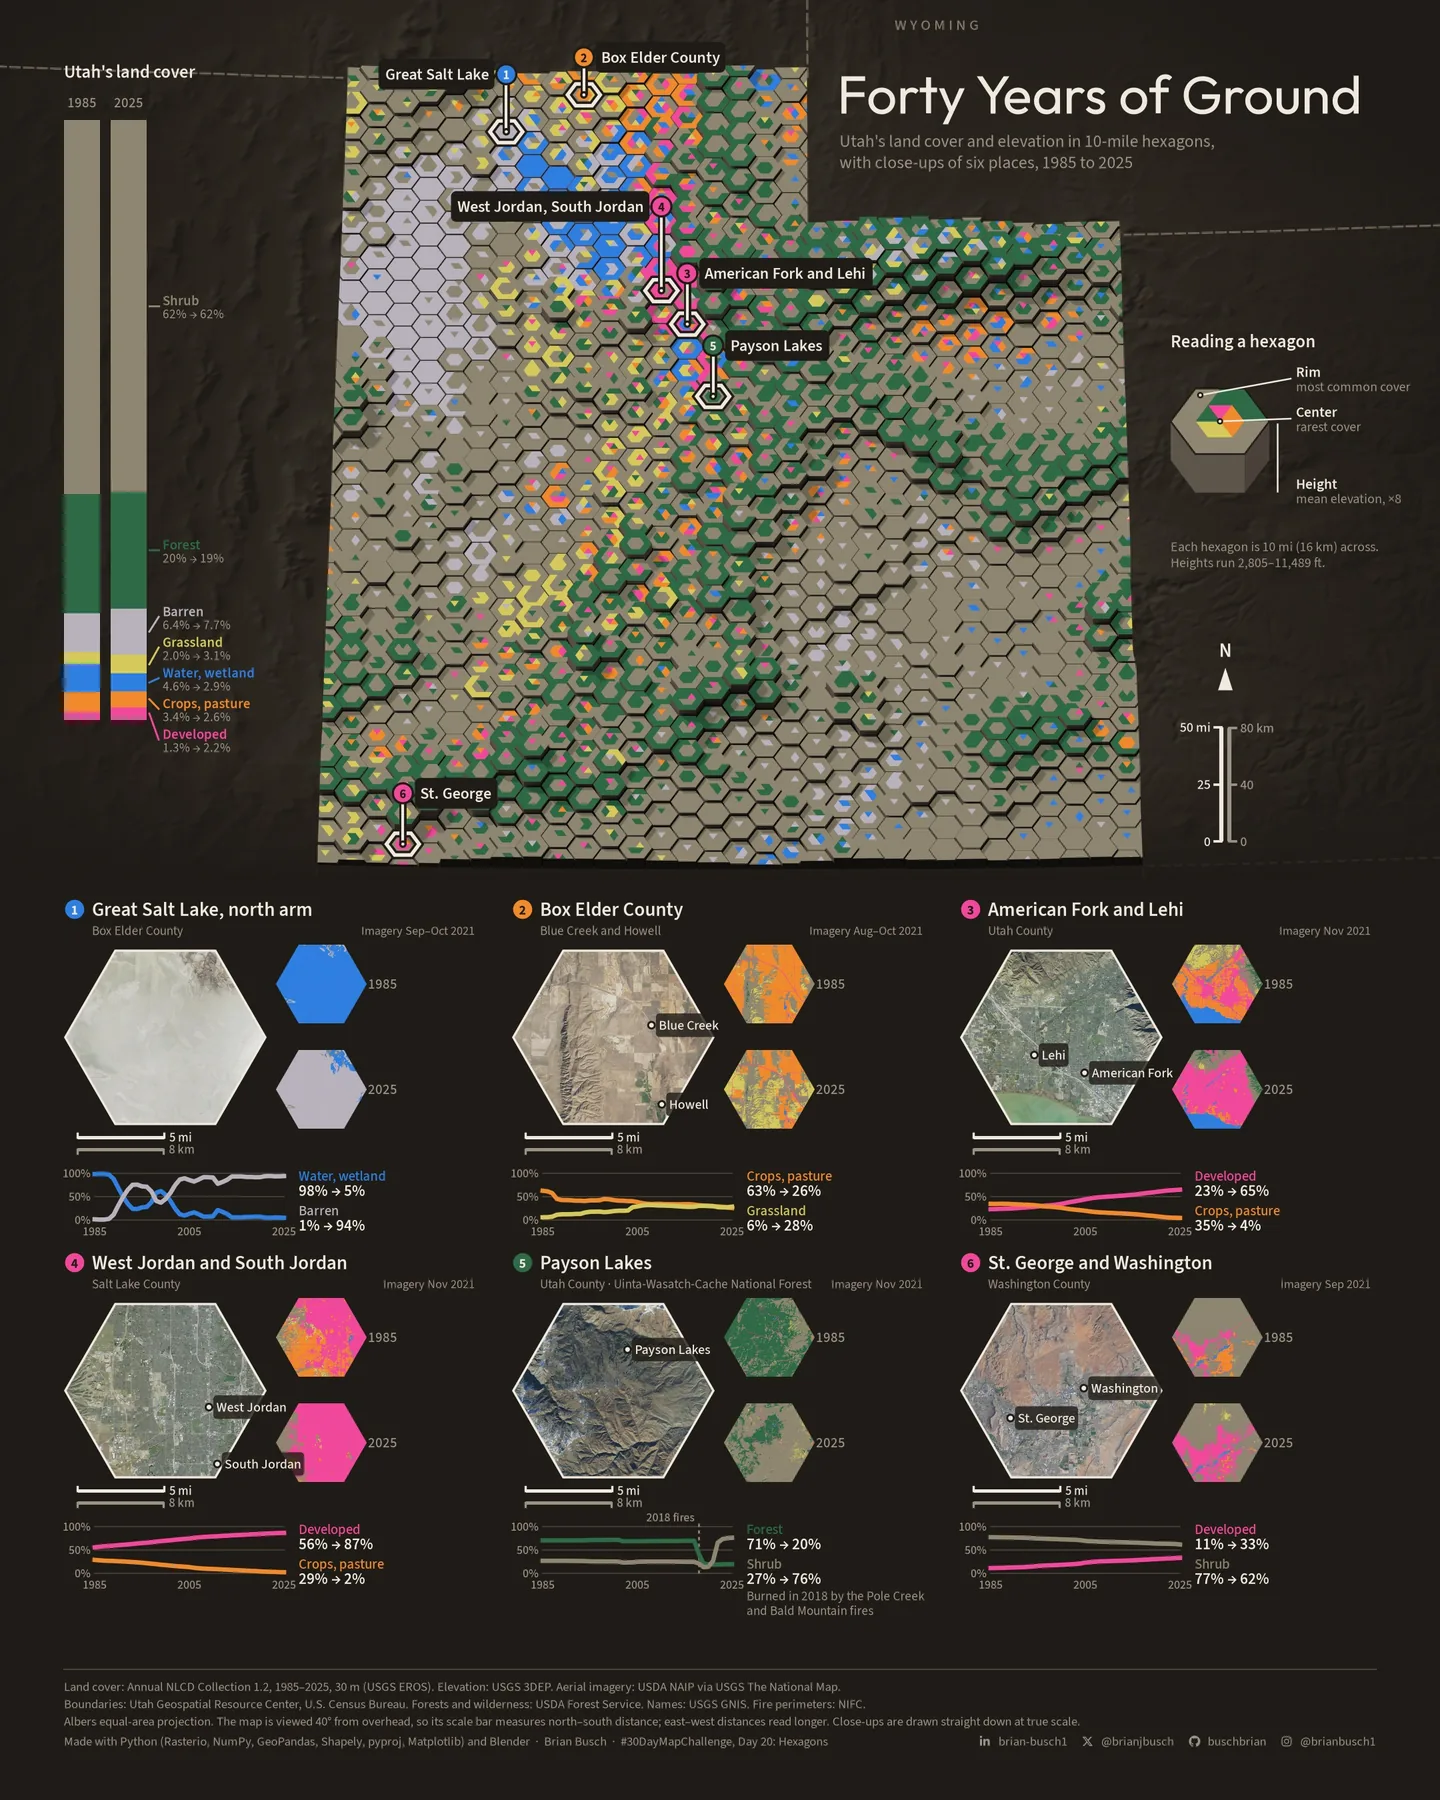 WYOMING
Utah's land cover
1985 2025
Shrub
62% → 62%
Forest
20% → 19%
Barren
6.4% → 7.7%
Grassland
2.0% → 3.1%
Water, wetland
4.6% → 2.9%
Crops, pasture
3.4% → 2.6%
Developed
1.3% → 2.2%
Great Salt Lake 1
2 Box Elder County
West Jordan, South Jordan 4
3 American Fork and Lehi
5 Payson Lakes
6 St. George
Forty Years of Ground
Utah's land cover and elevation in 10-mile hexagons,
with close-ups of six places, 1985 to 2025
Reading a hexagon
Rim
most common cover
Center
rarest cover
Height
mean elevation, ×8
Each hexagon is 10 mi (16 km) across.
Heights run 2,805–11,489 ft.
N
50 mi 80 km
25 40
0 0
1 Great Salt Lake, north arm
Box Elder County Imagery Sep–Oct 2021
1985
2025
5 mi
8 km
100%
50%
0%
1985 2005 2025
Water, wetland
98% → 5%
Barren
1% → 94%
2 Box Elder County
Blue Creek and Howell Imagery Aug–Oct 2021
Blue Creek
Howell
1985
2025
5 mi
8 km
100%
50%
0%
1985 2005 2025
Crops, pasture
63% → 26%
Grassland
6% → 28%
3 American Fork and Lehi
Utah County Imagery Nov 2021
Lehi
American Fork
1985
2025
5 mi
8 km
100%
50%
0%
1985 2005 2025
Developed
23% → 65%
Crops, pasture
35% → 4%
4 West Jordan and South Jordan
Salt Lake County Imagery Nov 2021
West Jordan
South Jordan
1985
2025
5 mi
8 km
100%
50%
0%
1985 2005 2025
Developed
56% → 87%
Crops, pasture
29% → 2%
5 Payson Lakes
Utah County · Uinta-Wasatch-Cache National Forest Imagery Nov 2021
Payson Lakes
1985
2025
5 mi
8 km
2018 fires
100%
50%
0%
1985 2005 2025
Forest
71% → 20%
Shrub
27% → 76%
Burned in 2018 by the Pole Creek
and Bald Mountain fires
6 St. George and Washington
Washington County Imagery Sep 2021
Washington
St. George
1985
2025
5 mi
8 km
100%
50%
0%
1985 2005 2025
Developed
11% → 33%
Shrub
77% → 62%
Land cover: Annual NLCD Collection 1.2, 1985–2025, 30 m (USGS EROS). Elevation: USGS 3DEP. Aerial imagery: USDA NAIP via USGS The National Map.
Boundaries: Utah Geospatial Resource Center, U.S. Census Bureau. Forests and wilderness: USDA Forest Service. Names: USGS GNIS. Fire perimeters: NIFC.
Albers equal-area projection. The map is viewed 40° from overhead, so its scale bar measures north–south distance; east–west distances read longer. Close-ups are drawn straight down at true scale.
Made with Python (Rasterio, NumPy, GeoPandas, Shapely, pyproj, Matplotlib) and Blender · Brian Busch · #30DayMapChallenge, Day 20: Hexagons
brian-busch1 @brianjbusch buschbrian @brianbusch1